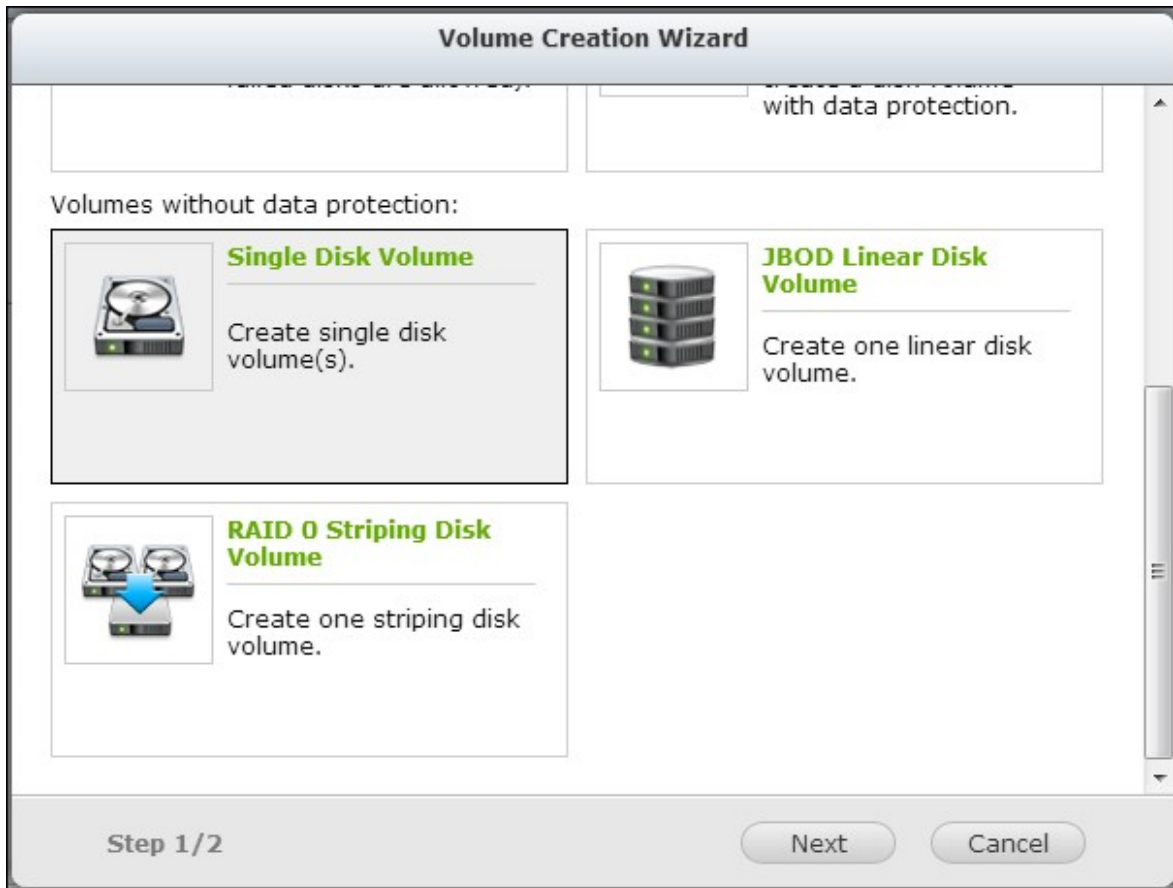 Volume Creation Wizard
with data protection.
Volumes without data protection:
Single Disk Volume
Create single disk
volume(s).
JBOD Linear Disk
Volume
Create one linear disk
volume.
RAID 0 Striping Disk
Volume
Create one striping disk
volume.
Step 1/2
Next
Cancel